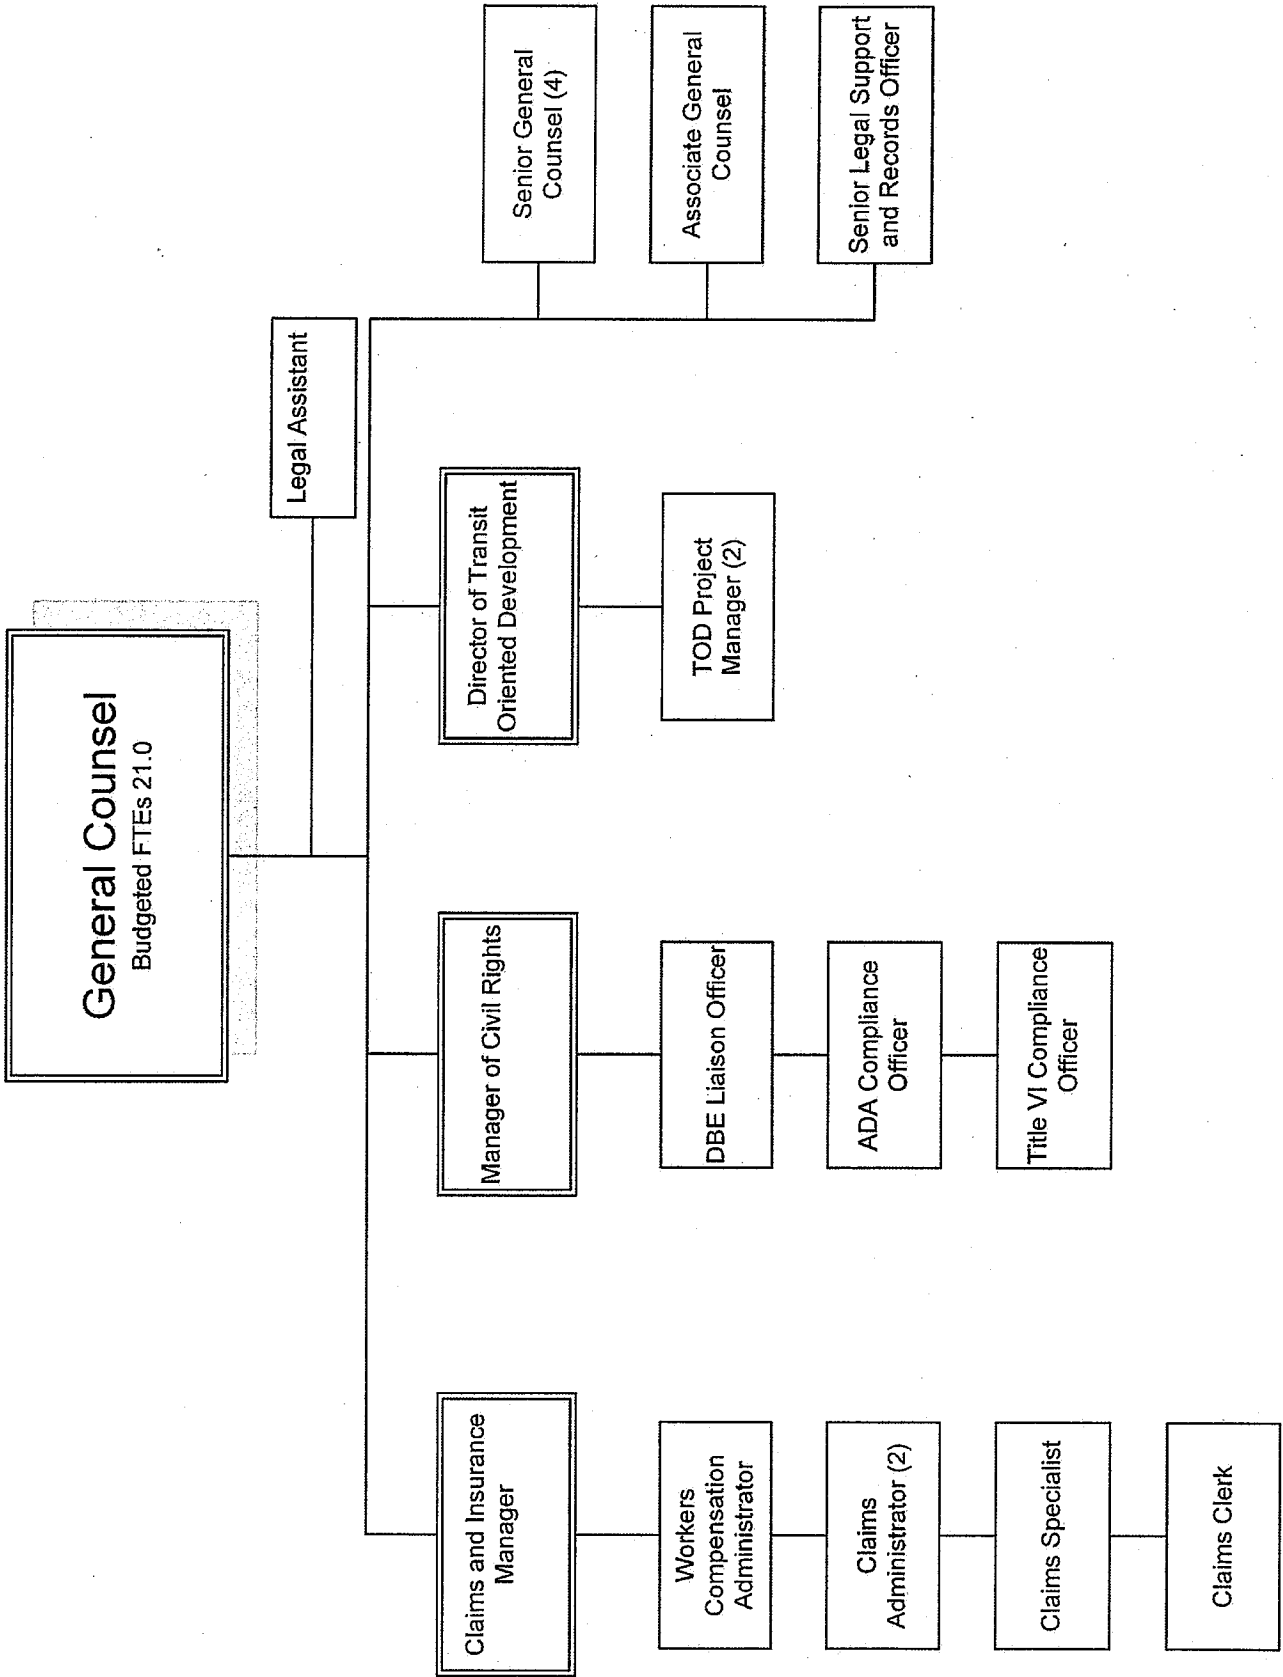 General Counsel
Budgeted FTEs 21.0
Legal Assistant
Claims and Insurance
Manager
Workers
Compensation
Administrator
Claims
Administrator (2)
Claims Specialist
Claims Clerk
Manager of Civil Rights
DBE Liaison Officer
ADA Compliance
Officer
Title VI Compliance
Officer
Director of Transit
Oriented Development
TOD Project
Manager (2)
Senior General
Counsel (4)
Associate General
Counsel
Senior Legal Support
and Records Officer